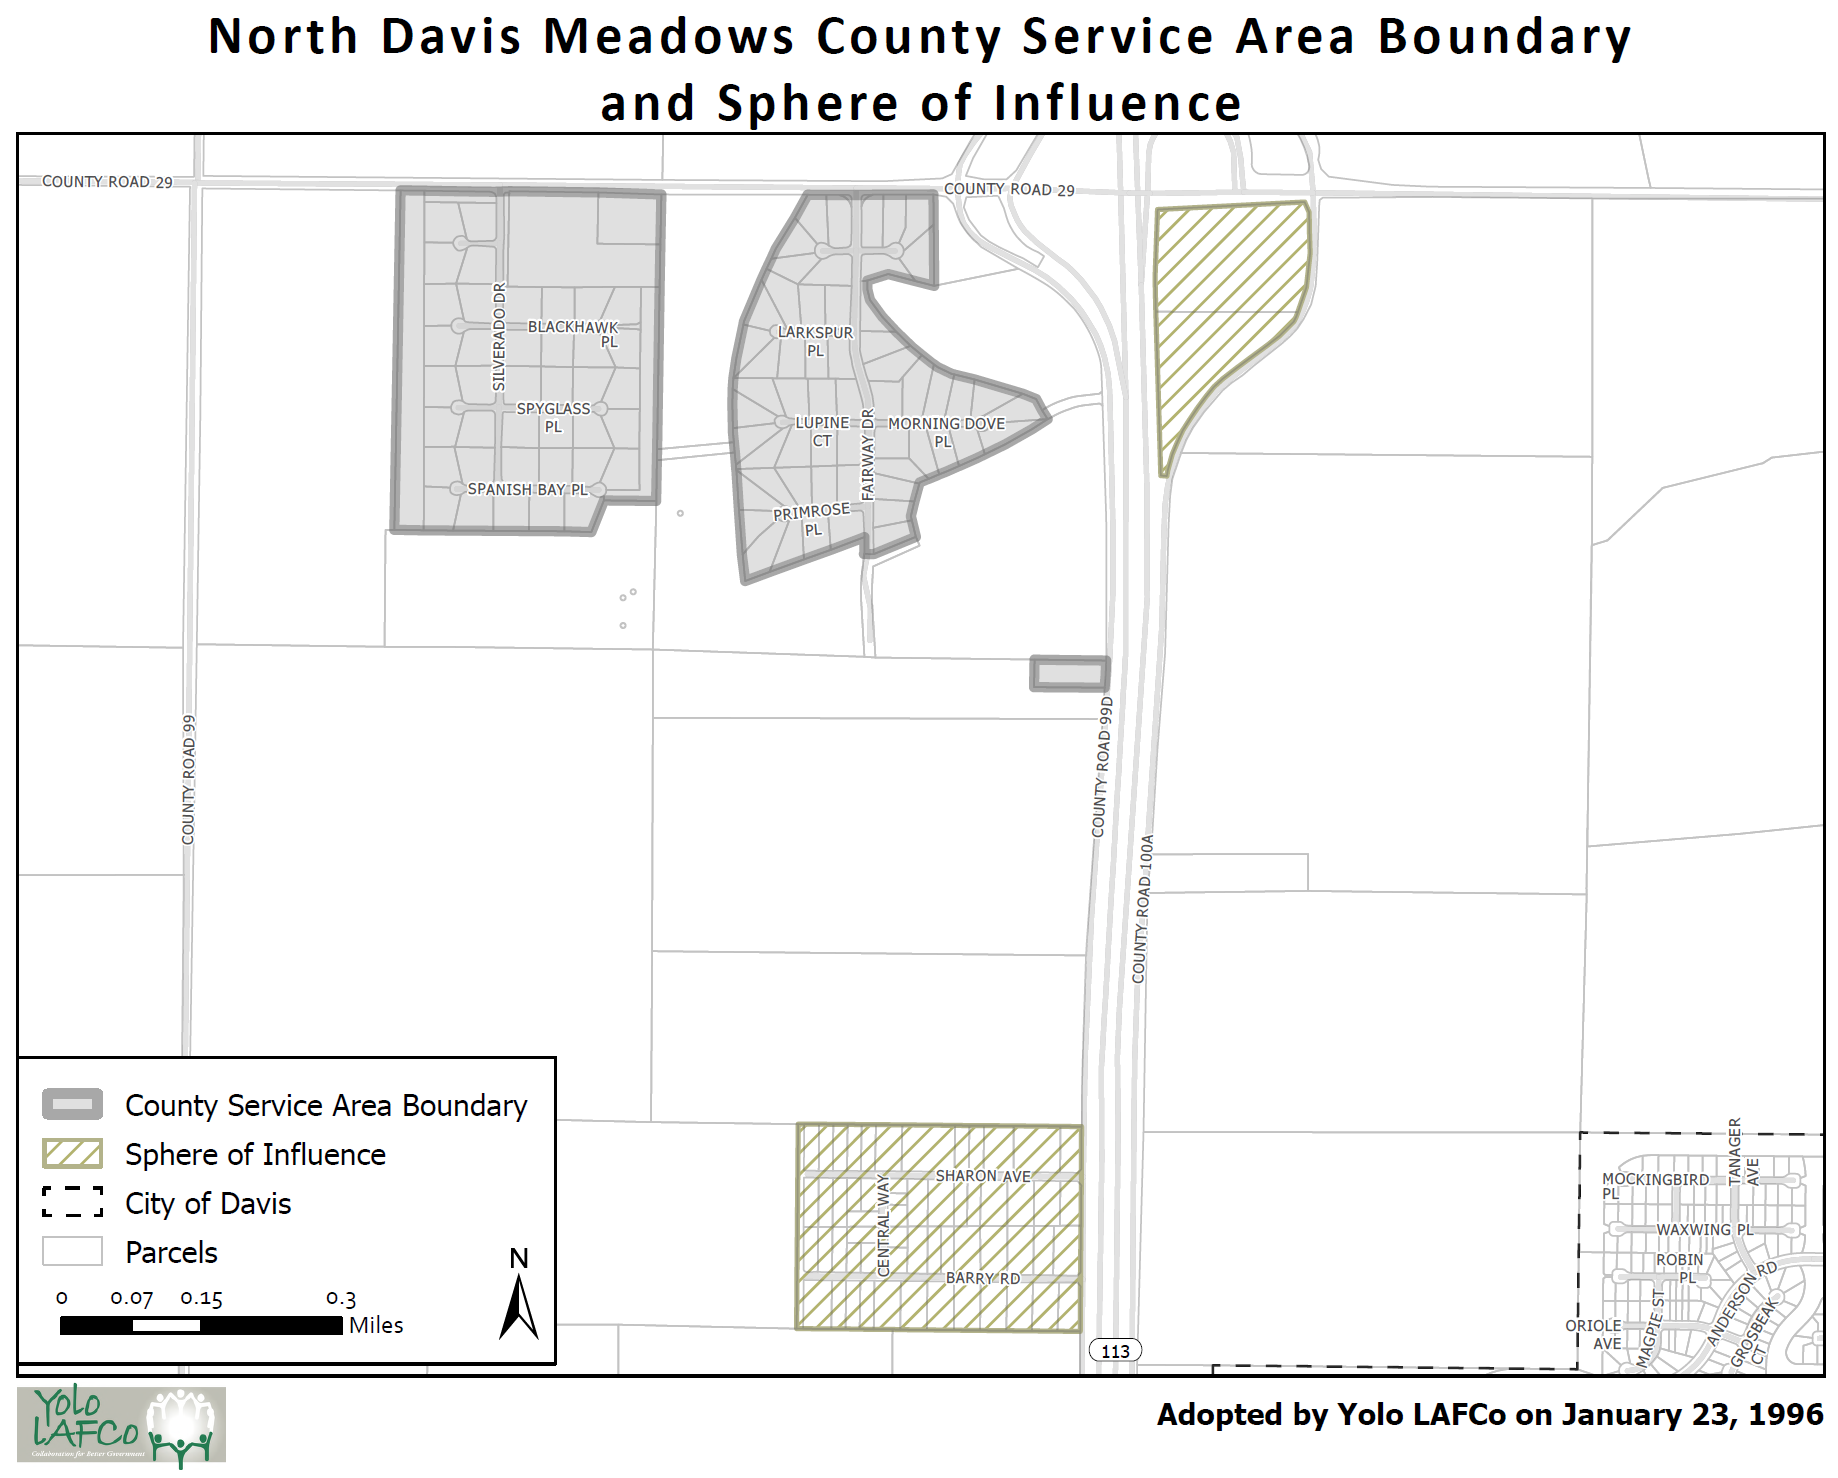 North Davis Meadows County Service Area Boundary
and Sphere of Influence
COUNTY ROAD 29
COUNTY ROAD 29
SILVERADO DR
BLACKHAWK
PL
SPYGLASS
PL
SPANISH BAY PL
LARKSPUR
PL
LUPINE
CT
FAIRWAY DR
MORNING DOVE
PL
PRIMROSE
PL
COUNTY ROAD 99
COUNTY ROAD 99D
COUNTY ROAD 100A
SHARON AVE
CENTRAL WAY
BARRY RD
113
TANAGER
AVE
MOCKINGBIRD
PL
WAXWING PL
ROBIN
PL
ANDERSON RD
MAGPIE ST
GROSBEAK
CT
ORIOLE
AVE
County Service Area Boundary
Sphere of Influence
City of Davis
Parcels
N
0 0.07 0.15 0.3
Miles
YOLO
LAFCo
Collaboration for Better Government
Adopted by Yolo LAFCo on January 23, 1996